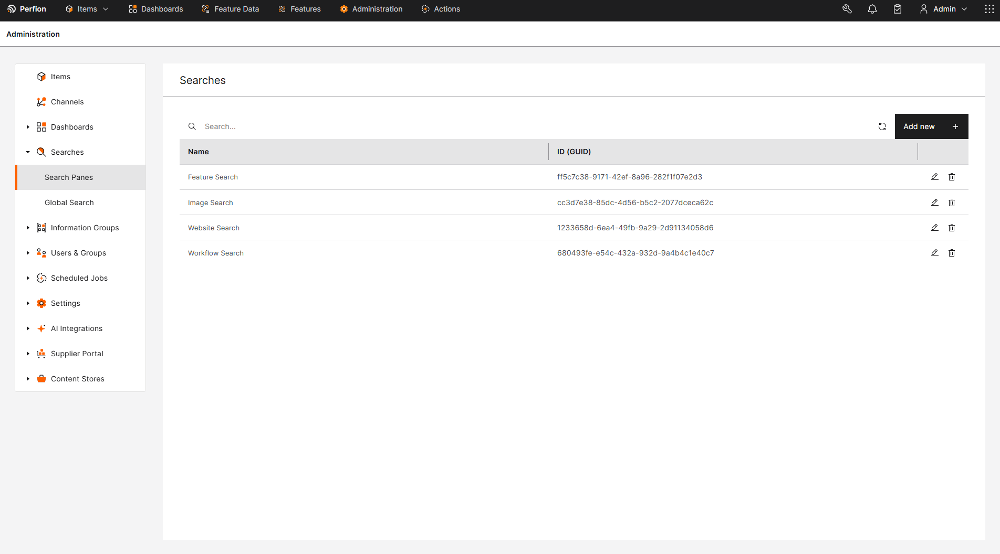 Perfion
Items
Dashboards
Feature Data
Features
Administration
Actions
Admin
Administration
Items
Channels
Dashboards
Searches
Search Panes
Global Search
Information Groups
Users & Groups
Scheduled Jobs
Settings
AI Integrations
Supplier Portal
Content Stores
Searches
Search...
Add new
Name
ID (GUID)
Feature Search
ff5c7c38-9171-42ef-8a96-282f1f07e2d3
Image Search
cc3d7e38-85dc-4d56-b5c2-2077dceca62c
Website Search
1233658d-6ea4-49fb-9a29-2d91134058d6
Workflow Search
680493fe-e54c-432a-932d-9a4b4c1e40c7